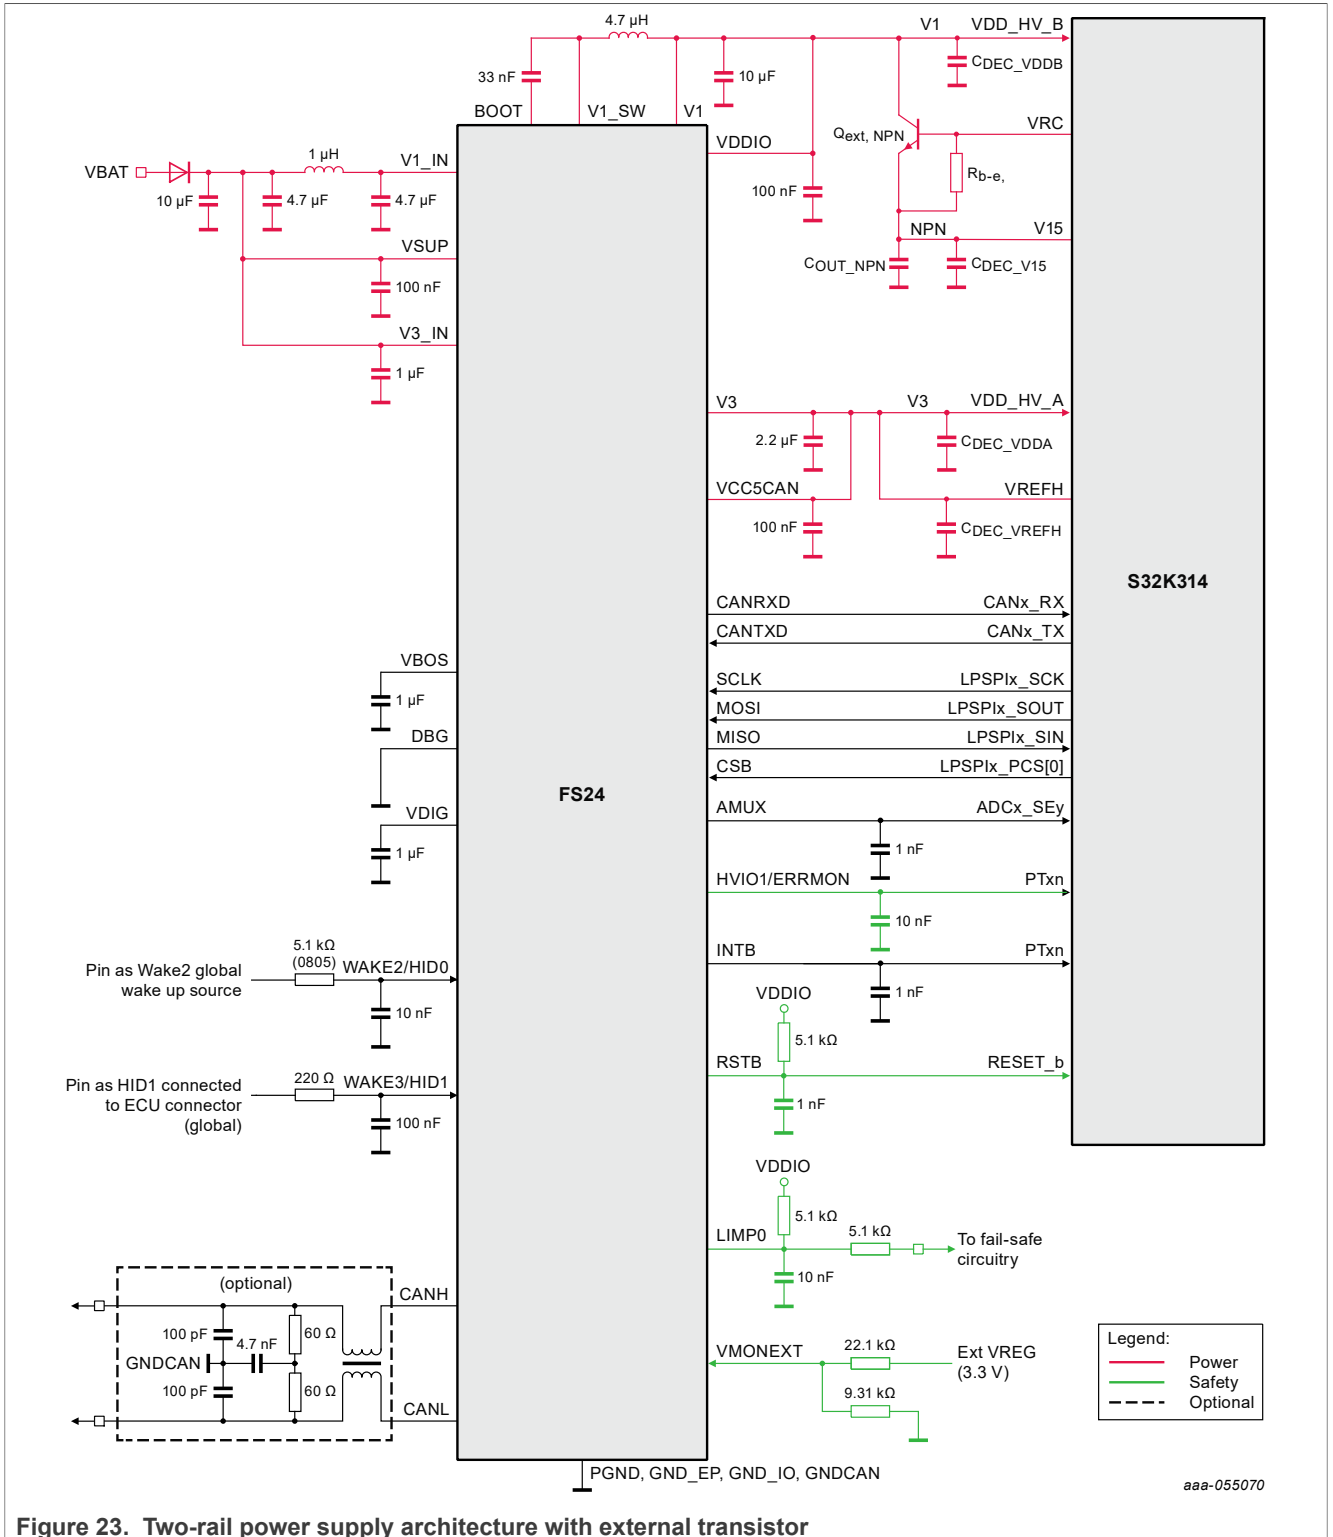 4.7 µH
V1
VDD_HV_B
33 nF
10 µF
CDEC_VDDB
BOOT
V1_SW
V1
Qext, NPN
VRC
VDDIO
Rb-e,
VBAT
1 µH
V1_IN
10 µF
4.7 µF
4.7 µF
100 nF
NPN
V15
VSUP
COUT_NPN
CDEC_V15
100 nF
V3_IN
1 µF
V3
V3
VDD_HV_A
2.2 µF
CDEC_VDDA
VCC5CAN
VREFH
100 nF
CDEC_VREFH
S32K314
CANRXD
CANx_RX
CANTXD
CANx_TX
VBOS
SCLK
LPSPIx_SCK
1 µF
MOSI
LPSPIx_SOUT
DBG
MISO
LPSPIx_SIN
CSB
LPSPIx_PCS[0]
FS24
VDIG
AMUX
ADCx_SEy
1 µF
1 nF
HVIO1/ERRMON
PTxn
10 nF
5.1 kΩ
(0805)
INTB
PTxn
Pin as Wake2 global
wake up source
WAKE2/HID0
10 nF
1 nF
VDDIO
5.1 kΩ
RSTB
RESET_b
Pin as HID1 connected
to ECU connector
(global)
220 Ω
WAKE3/HID1
100 nF
1 nF
VDDIO
5.1 kΩ
LIMP0
5.1 kΩ
To fail-safe
circuitry
10 nF
(optional)
CANH
100 pF
4.7 nF
60 Ω
GNDCAN
100 pF
60 Ω
CANL
VMONEXT
22.1 kΩ
Ext VREG
(3.3 V)
9.31 kΩ
Legend:
Power
Safety
Optional
PGND, GND_EP, GND_IO, GNDCAN
aaa-055070
Figure 23. Two-rail power supply architecture with external transistor